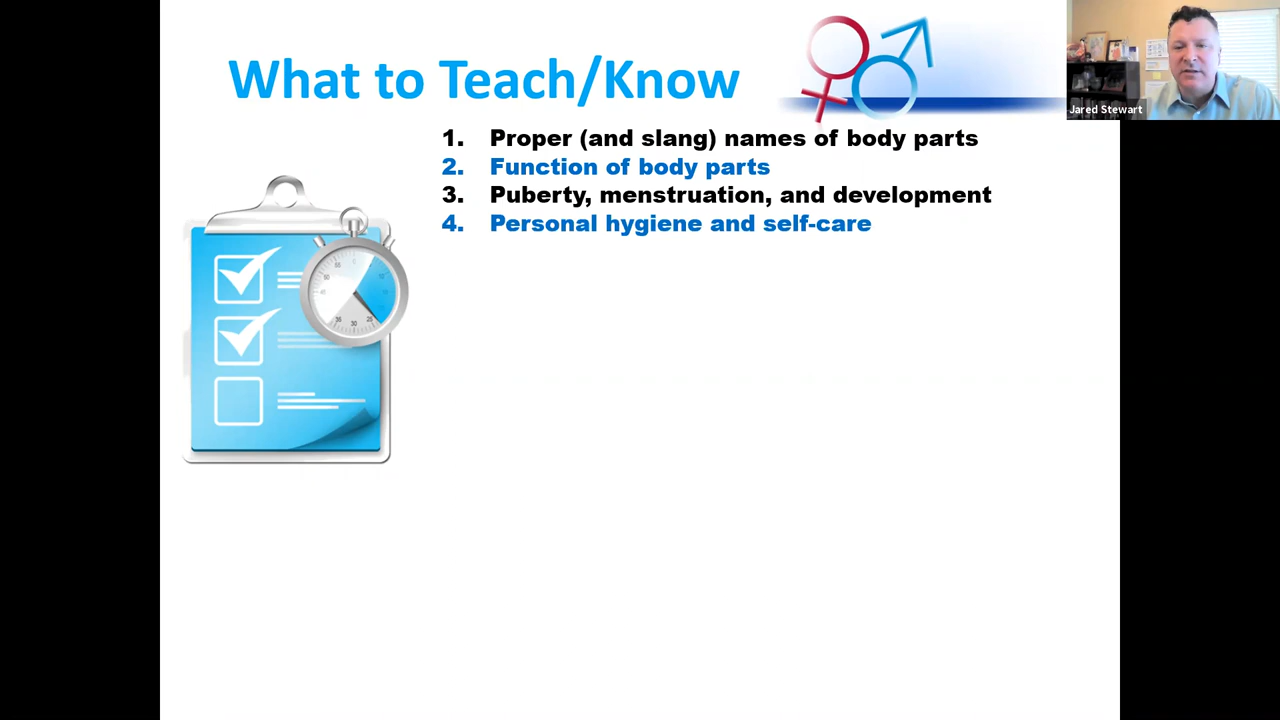 What to Teach/Know
Jared Stewart
1. Proper (and slang) names of body parts
2. Function of body parts
3. Puberty, menstruation, and development
4. Personal hygiene and self-care